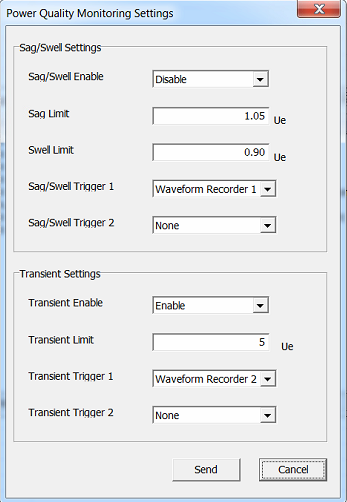 Power Quality Monitoring Settings
Sag/Swell Settings
Sag/Swell Enable Disable
Sag Limit 1.05 Ue
Swell Limit 0.90 Ue
Sag/Swell Trigger 1 Waveform Recorder 1
Sag/Swell Trigger 2 None
Transient Settings
Transient Enable Enable
Transient Limit 5 Ue
Transient Trigger 1 Waveform Recorder 2
Transient Trigger 2 None
Send Cancel